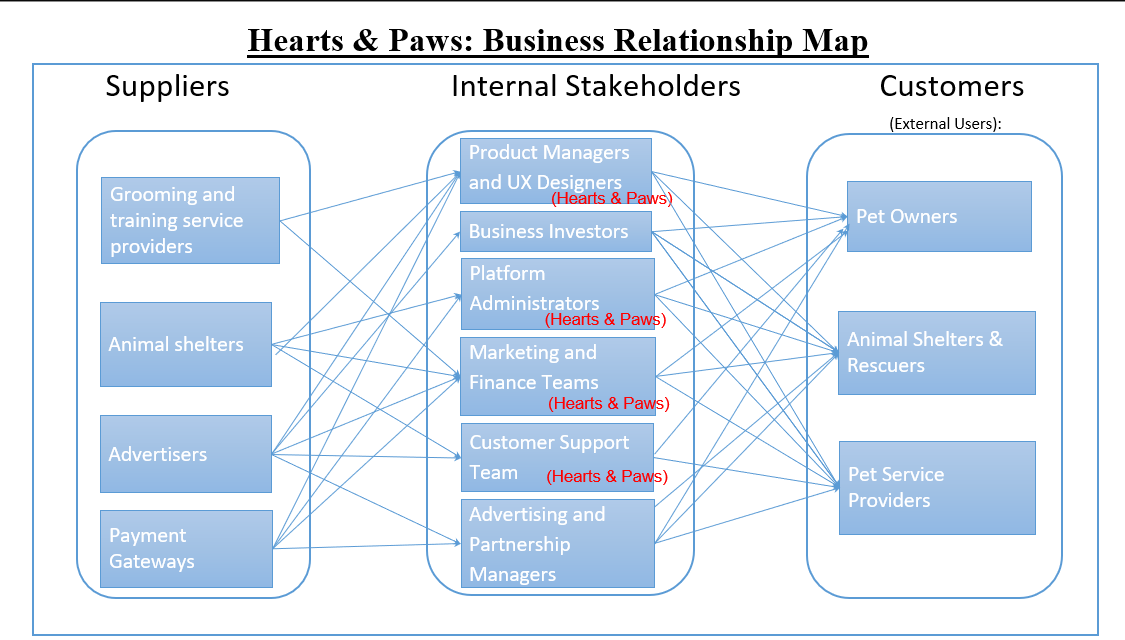 Hearts & Paws: Business Relationship Map
Suppliers
Internal Stakeholders
Customers
(External Users):
Grooming and
training service
providers
Animal shelters
Advertisers
Payment
Gateways
Product Managers
and UX Designers
(Hearts & Paws)
Business Investors
Platform
Administrators
(Hearts & Paws)
Marketing and
Finance Teams
(Hearts & Paws)
Customer Support
Team
(Hearts & Paws)
Advertising and
Partnership
Managers
Pet Owners
Animal Shelters &
Rescuers
Pet Service
Providers